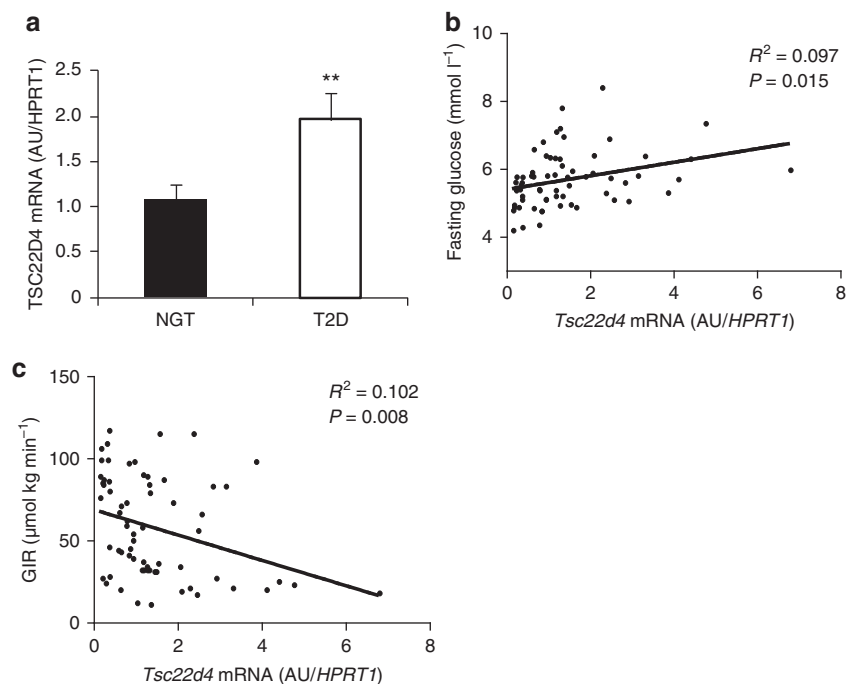 a
TSC22D4 mRNA (AU/HPRT1)
2.5
2.0
1.5
1.0
0.5
0
**
NGT
T2D
b
Fasting glucose (mmol l⁻¹)
10
8
6
4
R² = 0.097
P = 0.015
0
2
4
6
8
Tsc22d4 mRNA (AU/HPRT1)
c
GIR (μmol kg min⁻¹)
150
100
50
0
R² = 0.102
P = 0.008
0
2
4
6
8
Tsc22d4 mRNA (AU/HPRT1)